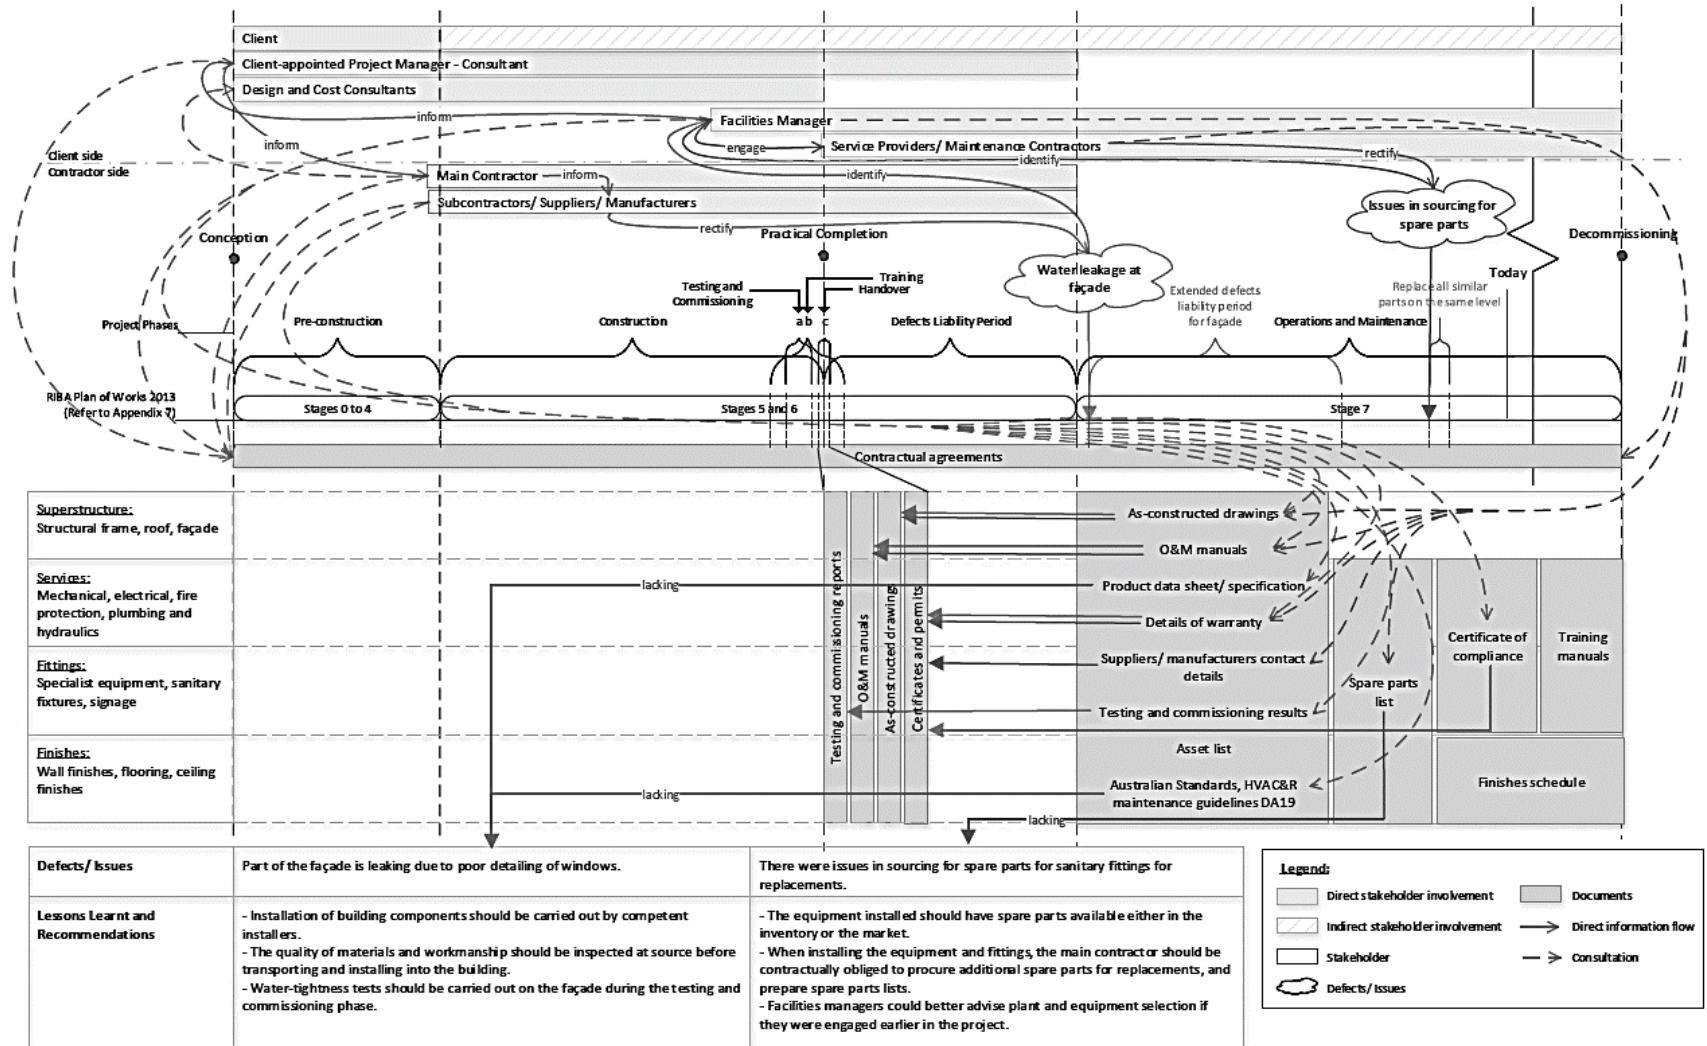 Client
Client-appointed Project Manager - Consultant
Design and Cost Consultants
inform
Facilities Manager
inform
engage
Service Providers/ Maintenance Contractors
identify
rectify
Client side
Contractor side
Main Contractor
inform
identify
Subcontractors/ Suppliers/ Manufacturers
rectify
Issues in sourcing for
spare parts
Conception
Practical Completion
Decommissioning
Water leakage at
façade
Today
Training
Handover
Testing and
Commissioning
Extended defects
liability period
for façade
Replace all similar
parts on the same level
a b c
Project Phases
Pre-construction
Construction
Defects Liability Period
Operations and Maintenance
RIBA Plan of Works 2013
(Refer to Appendix 7)
Stages 0 to 4
Stages 5 and 6
Stage 7
Contractual agreements
Superstructure:
Structural frame, roof, façade
Services:
Mechanical, electrical, fire
protection, plumbing and
hydraulics
Fittings:
Specialist equipment, sanitary
fixtures, signage
Finishes:
Wall finishes, flooring, ceiling
finishes
Testing and commissioning reports
O&M manuals
As-constructed drawings
Certificates and permits
As-constructed drawings
O&M manuals
lacking
Product data sheet/ specification
Details of warranty
Suppliers/ manufacturers contact
details
Testing and commissioning results
Asset list
lacking
Australian Standards, HVAC&R
maintenance guidelines DA19
lacking
Spare parts
list
Certificate of
compliance
Training
manuals
Finishes schedule
Defects/ Issues
Part of the façade is leaking due to poor detailing of windows.
There were issues in sourcing for spare parts for sanitary fittings for
replacements.
Lessons Learnt and
Recommendations
- Installation of building components should be carried out by competent
installers.
- The quality of materials and workmanship should be inspected at source before
transporting and installing into the building.
- Water-tightness tests should be carried out on the façade during the testing and
commissioning phase.
- The equipment installed should have spare parts available either in the
inventory or the market.
- When installing the equipment and fittings, the main contractor should be
contractually obliged to procure additional spare parts for replacements, and
prepare spare parts lists.
- Facilities managers could better advise plant and equipment selection if
they were engaged earlier in the project.
Legend:
Direct stakeholder involvement
Documents
Indirect stakeholder involvement
Direct information flow
Stakeholder
Consultation
Defects/ Issues